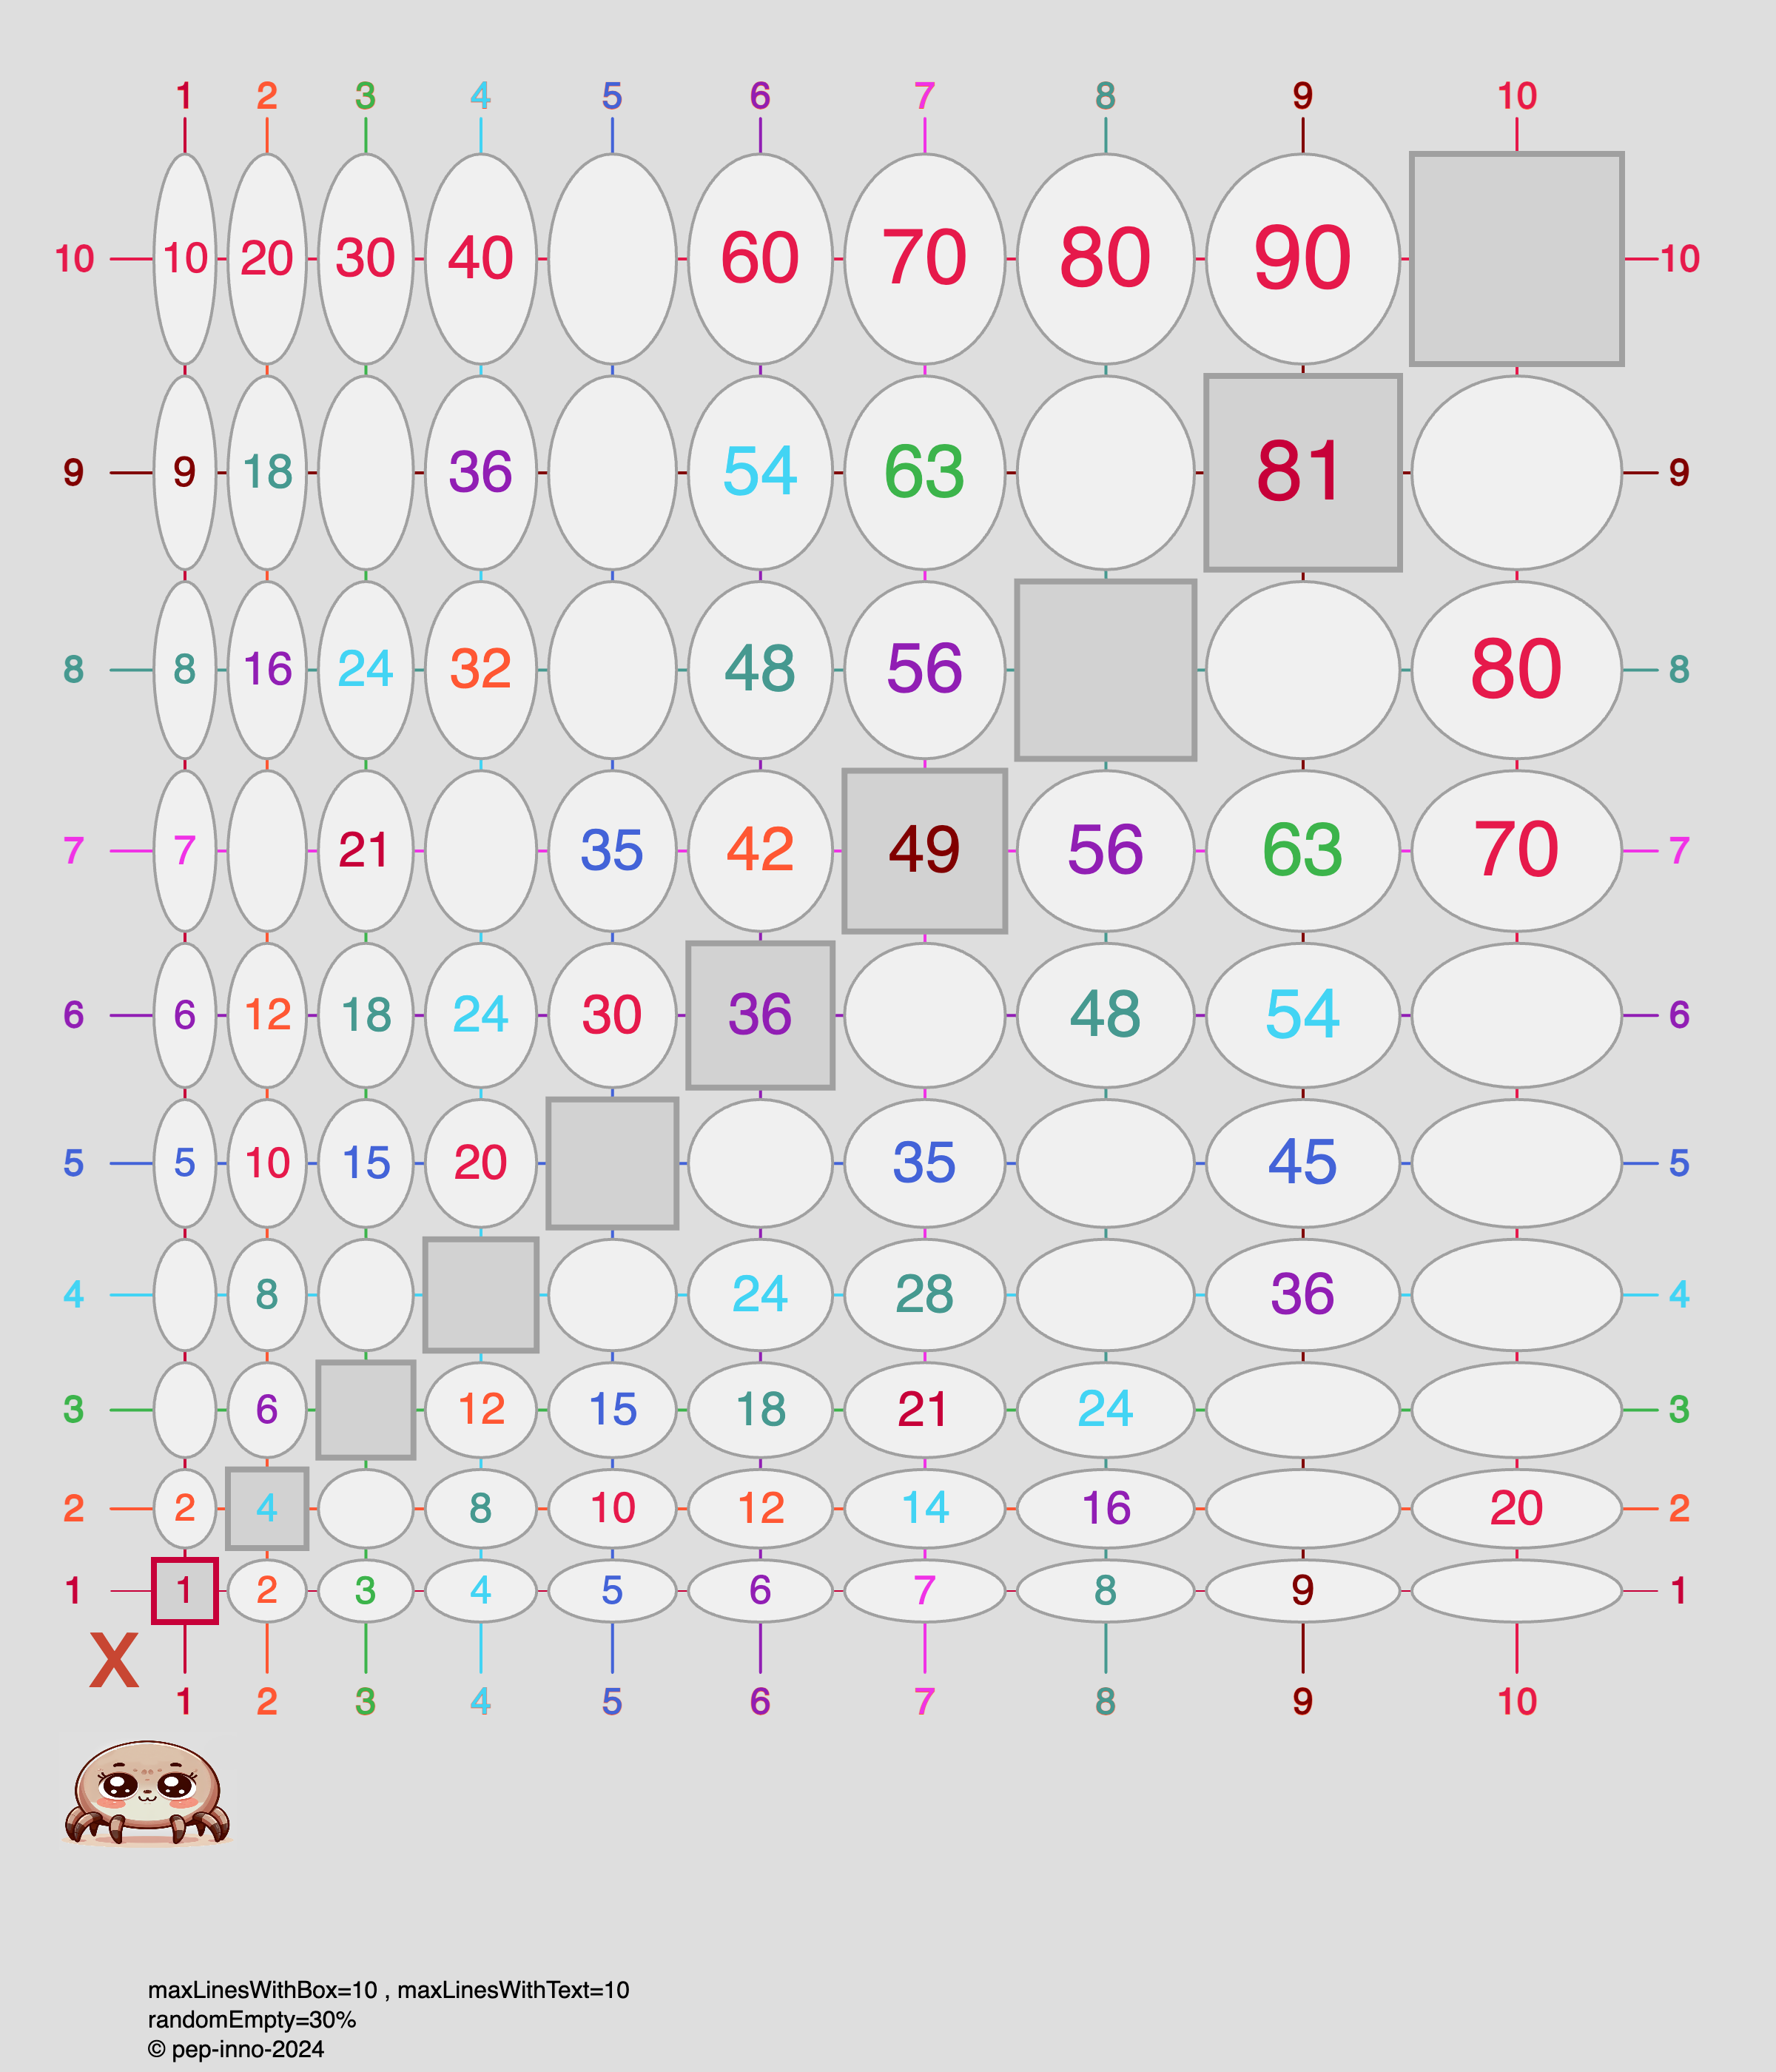 1 2 3 4 5 6 7 8 9 10
10 10 20 30 40 60 70 80 90 10
9 9 18 36 54 63 81 9
8 8 16 24 32 48 56 80 8
7 7 21 35 42 49 56 63 70 7
6 6 12 18 24 30 36 48 54 6
5 5 10 15 20 35 45 5
4 8 24 28 36 4
3 6 12 15 18 21 24 3
2 2 4 8 10 12 14 16 20 2
1 1 2 3 4 5 6 7 8 9 1
X
1 2 3 4 5 6 7 8 9 10
maxLinesWithBox=10 , maxLinesWithText=10
randomEmpty=30%
© pep-inno-2024